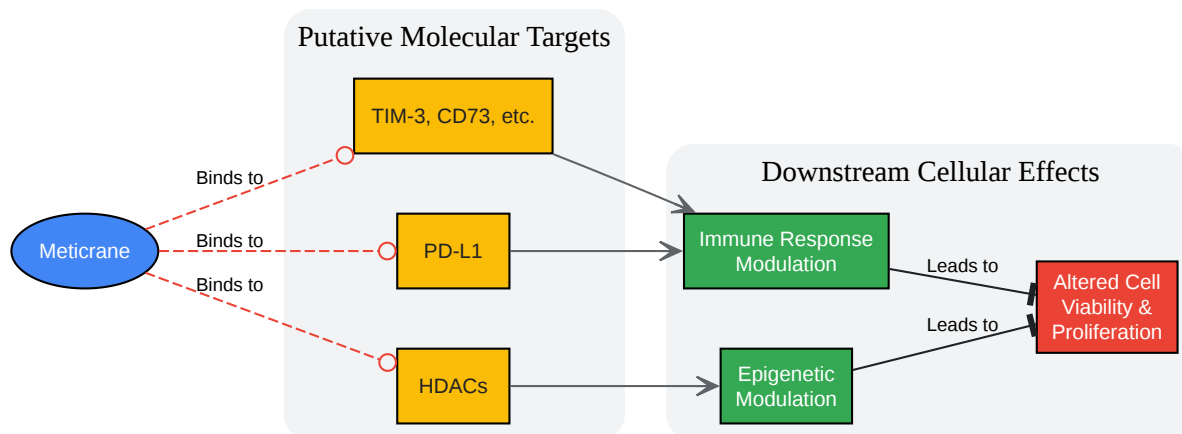 Putative Molecular Targets
TIM-3, CD73, etc.
Binds to
Downstream Cellular Effects
Meticrane
Binds to
PD-L1
Immune Response
Modulation
Binds to
Leads to
Altered Cell
Viability &
Proliferation
Leads to
HDACs
Epigenetic
Modulation